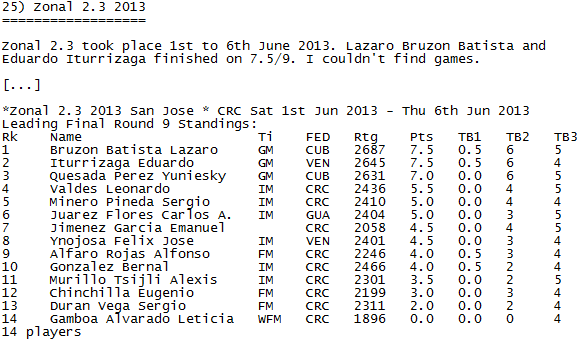 25) Zonal 2.3 2013
==================
Zonal 2.3 took place 1st to 6th June 2013. Lazaro Bruzon Batista and
Eduardo Iturrizaga finished on 7.5/9. I couldn't find games.
[...]
*Zonal 2.3 2013 San Jose * CRC Sat 1st Jun 2013 - Thu 6th Jun 2013
Leading Final Round 9 Standings:
Rk Name Ti FED Rtg Pts TB1 TB2 TB3
1 Bruzon Batista Lazaro GM CUB 2687 7.5 0.5 6 5
2 Iturrizaga Eduardo GM VEN 2645 7.5 0.5 6 4
3 Quesada Perez Yuniesky GM CUB 2631 7.0 0.0 6 5
4 Valdes Leonardo IM CRC 2436 5.5 0.0 4 5
5 Minero Pineda Sergio IM CRC 2410 5.0 0.0 4 4
6 Juarez Flores Carlos A. IM GUA 2404 5.0 0.0 3 5
7 Jimenez Garcia Emanuel CRC 2058 4.5 0.0 4 5
8 Ynojosa Felix Jose IM VEN 2401 4.5 0.0 3 4
9 Alfaro Rojas Alfonso FM CRC 2246 4.0 0.5 3 4
10 Gonzalez Bernal IM CRC 2466 4.0 0.5 2 4
11 Murillo Tsijli Alexis IM CRC 2301 3.5 0.0 2 5
12 Chinchilla Eugenio FM CRC 2199 3.0 0.0 3 4
13 Duran Vega Sergio FM CRC 2311 2.0 0.0 2 4
14 Gamboa Alvarado Leticia WFM CRC 1896 0.0 0.0 0 4
14 players